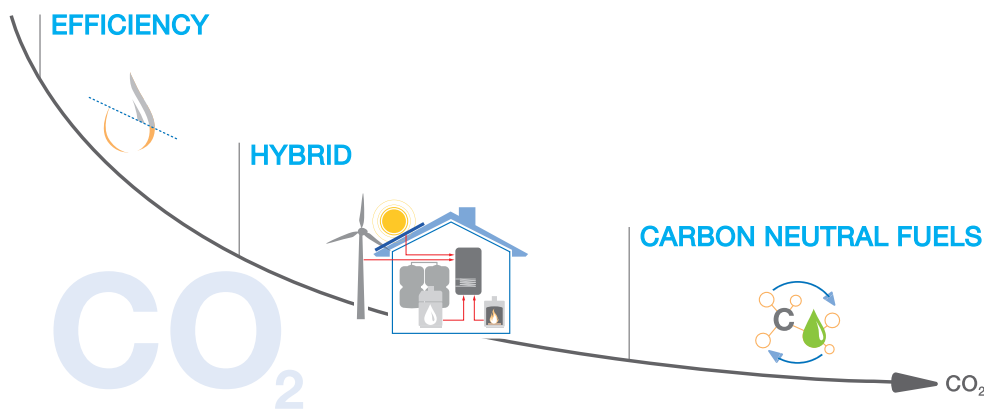 EFFICIENCY
HYBRID
CARBON NEUTRAL FUELS
C
CO₂
CO₂